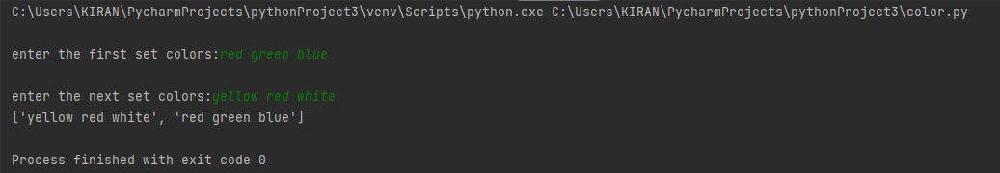 C:\Users\KIRAN\PycharmProjects\pythonProject3\venv\Scripts\python.exe C:\Users\KIRAN\PycharmProjects\pythonProject3\color.py
enter the first set colors:red green blue
enter the next set colors:yellow red white
['yellow red white', 'red green blue']
Process finished with exit code 0